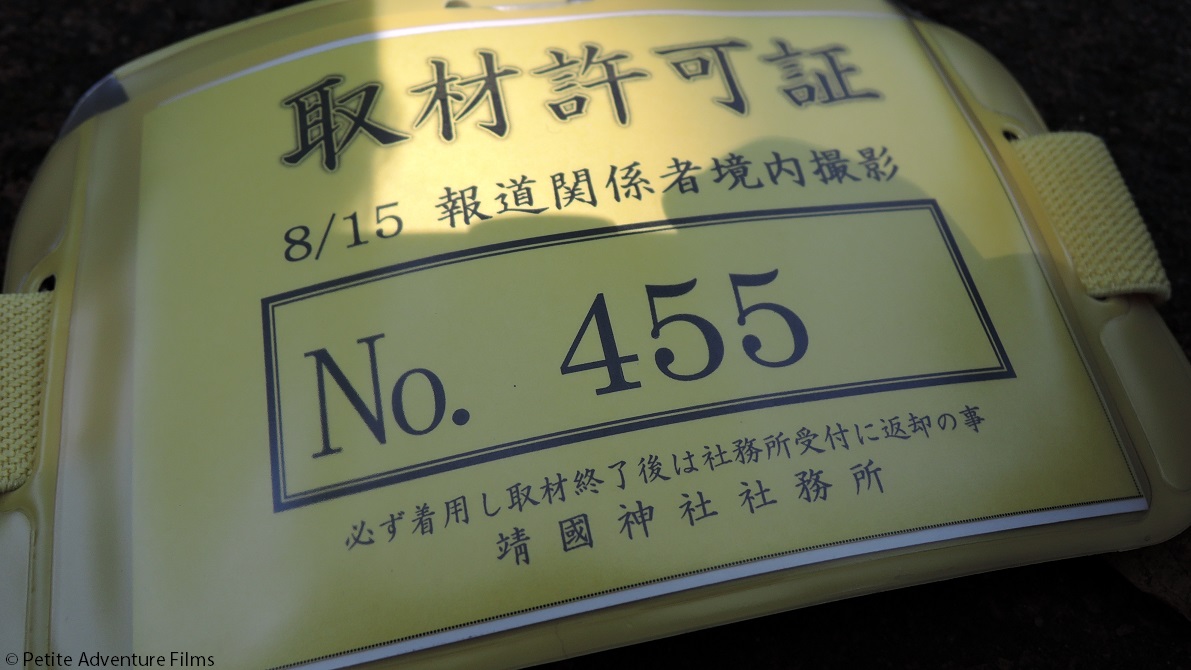 取材許可証
8/15 報道関係者境内撮影
No. 455
必ず着用し取材終了後は社務所受付に返却の事
靖國神社社務所
© Petite Adventure Films